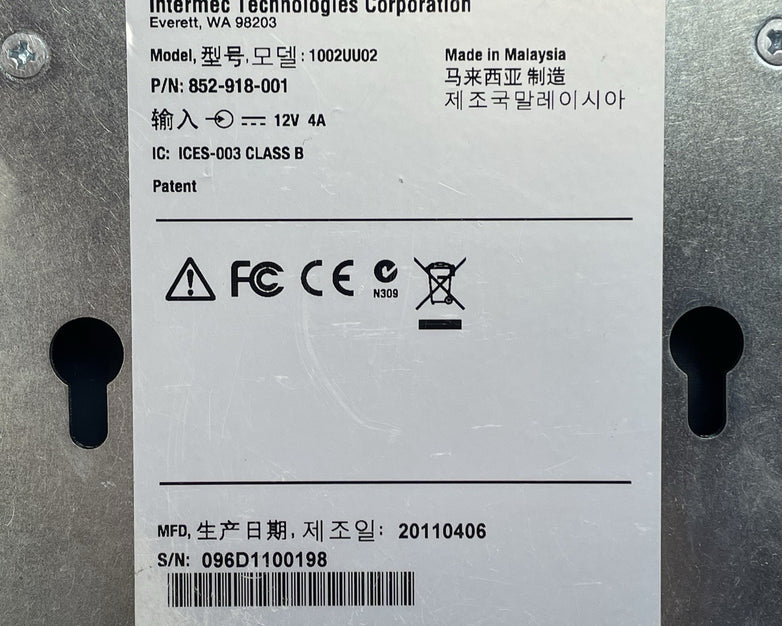 Intermec Technologies Corporation
Everett, WA 98203
Model, 型号, 모델: 1002UU02
P/N: 852-918-001
输入 12V 4A
IC: ICES-003 CLASS B
Patent
Made in Malaysia
马来西亚 制造
제조국말레이시아
FC CE N309
MFD, 生产日期, 제조일: 20110406
S/N: 096D1100198